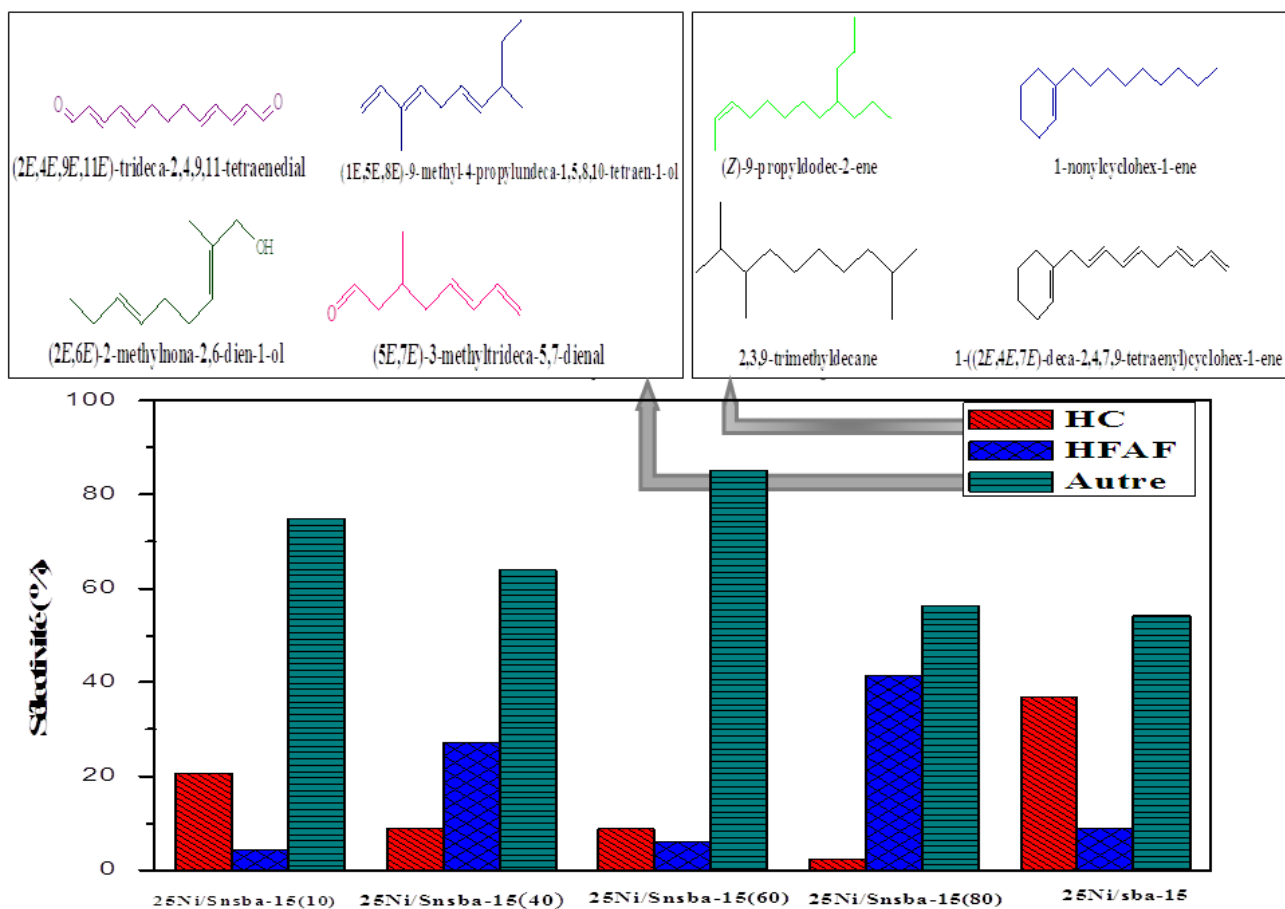 O
O
(2E,4E,9E,11E)-trideca-2,4,9,11-tetraenedial
(1E,5E,8E)-9-methyl-4-propylundeca-1,5,8,10-tetraen-1-ol
OH
(2E,6E)-2-methylnona-2,6-dien-1-ol
O
(5E,7E)-3-methyltrideca-5,7-dienal
(Z)-9-propyldodec-2-ene
1-nonylcyclohex-1-ene
2,3,9-trimethyldecane
1-((2E,4E,7E)-deca-2,4,7,9-tetraenyl)cyclohex-1-ene
HC
HFAF
Autre
Sélectivité(%)
100
80
60
40
20
0
25Ni/Snsba-15(10)
25Ni/Snsba-15(40)
25Ni/Snsba-15(60)
25Ni/Snsba-15(80)
25Ni/sba-15